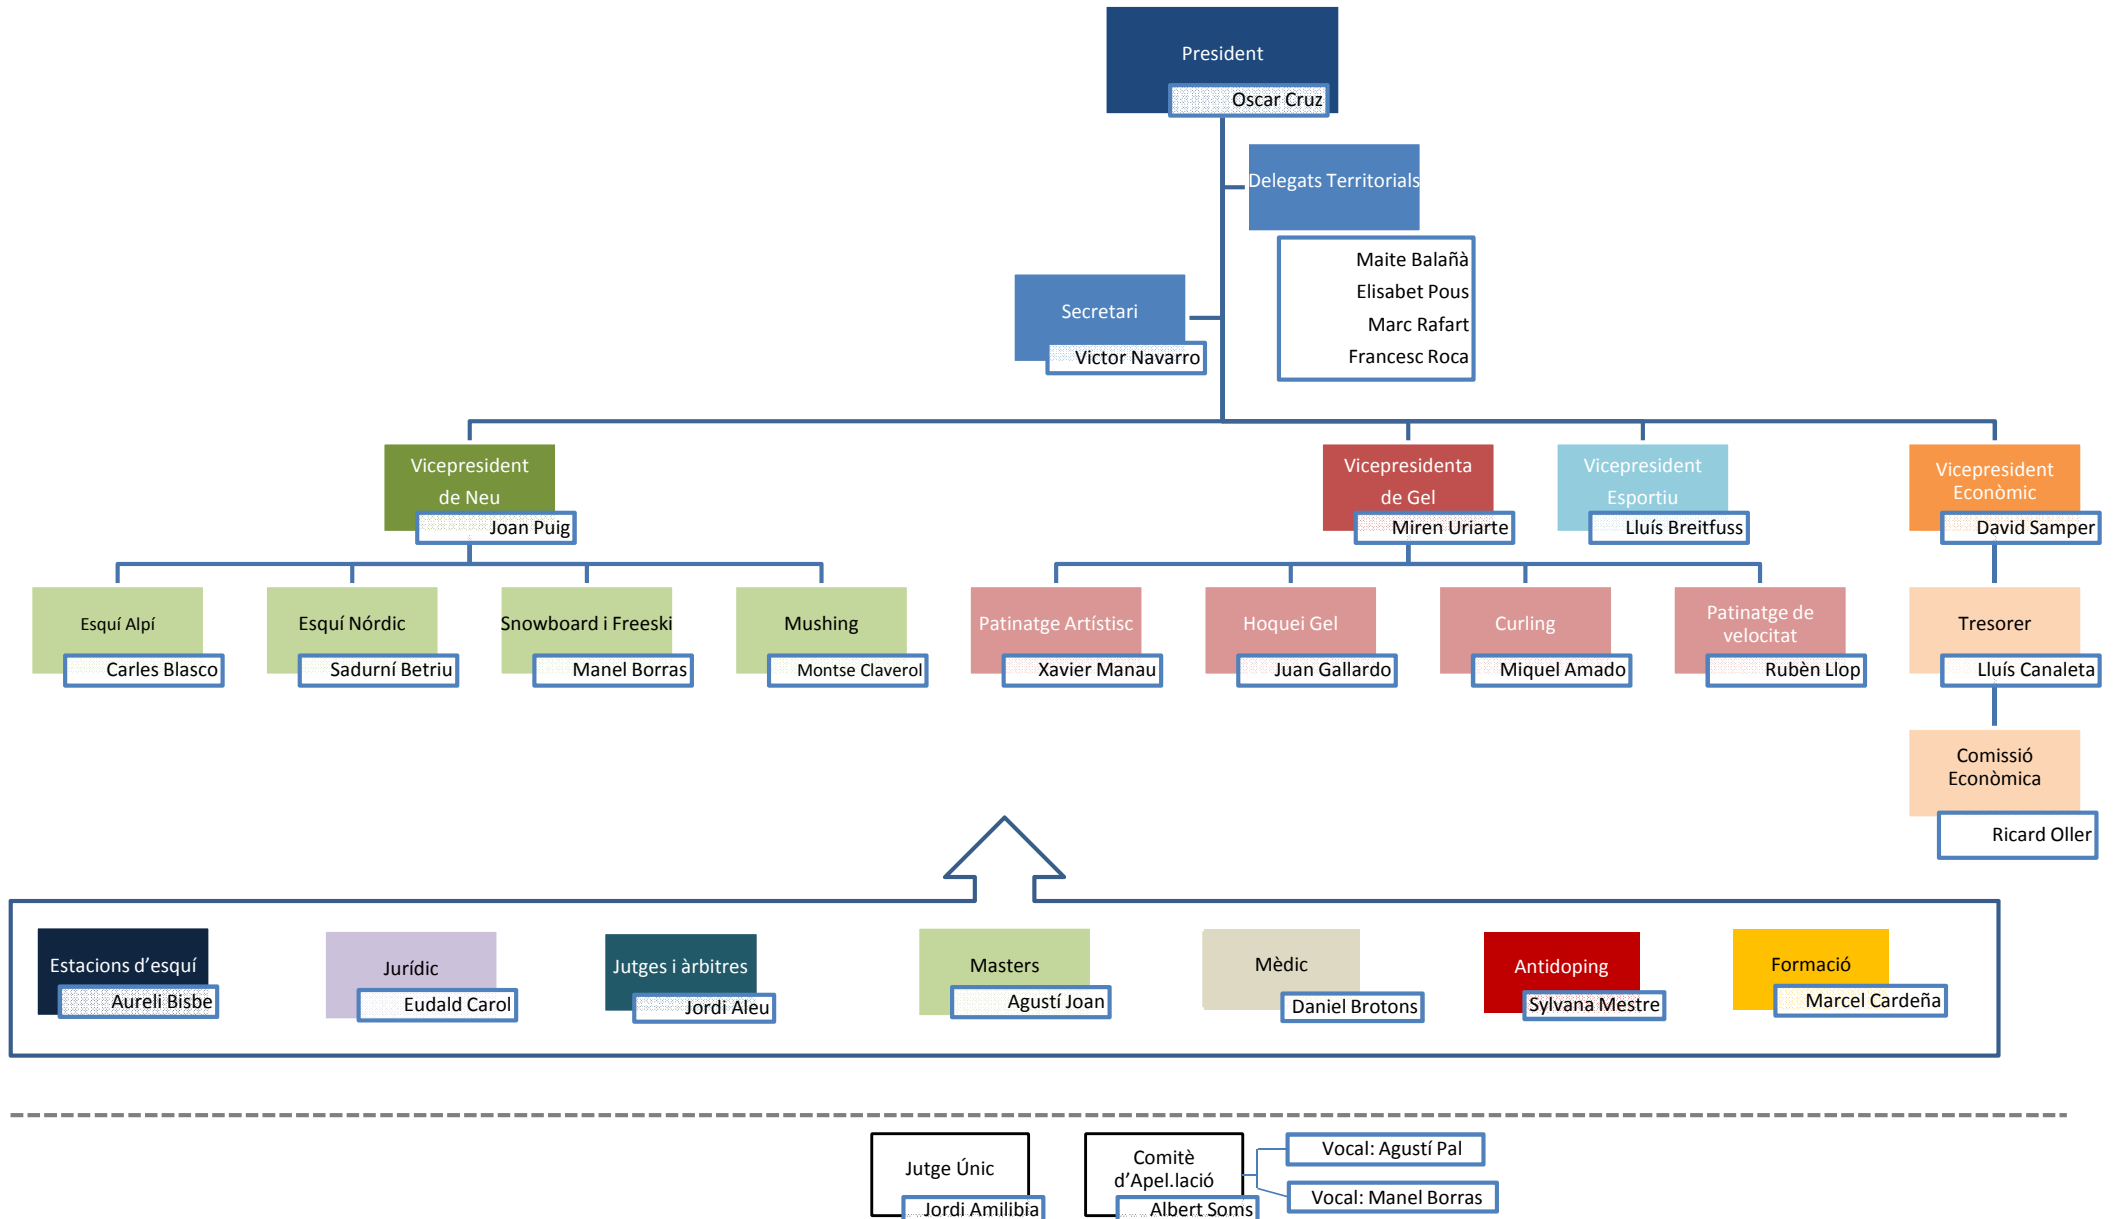 President
Oscar Cruz
Delegats Territorials
Maite Balañà
Elisabet Pous
Marc Rafart
Francesc Roca
Secretari
Victor Navarro
Vicepresident
de Neu
Joan Puig
Vicepresidenta
de Gel
Miren Uriarte
Vicepresident
Esportiu
Lluís Breitfuss
Vicepresident
Econòmic
David Samper
Esquí Alpí
Carles Blasco
Esquí Nórdic
Sadurní Betriu
Snowboard i Freeski
Manel Borras
Mushing
Montse Claverol
Patinatge Artístisc
Xavier Manau
Hoquei Gel
Juan Gallardo
Curling
Miquel Amado
Patinatge de
velocitat
Rubèn Llop
Tresorer
Lluís Canaleta
Comissió
Econòmica
Ricard Oller
Estacions d’esquí
Aureli Bisbe
Jurídic
Eudald Carol
Jutges i àrbitres
Jordi Aleu
Masters
Agustí Joan
Mèdic
Daniel Brotons
Antidoping
Sylvana Mestre
Formació
Marcel Cardeña
Jutge Únic
Jordi Amilibia
Comitè
d’Apel.lació
Albert Soms
Vocal: Agustí Pal
Vocal: Manel Borras